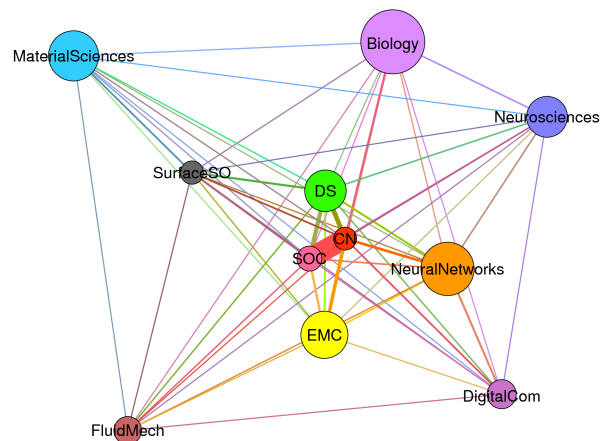 Biology
MaterialSciences
Neurosciences
SurfaceSO
DS
CN
SOC
NeuralNetworks
EMC
DigitalCom
FluidMech